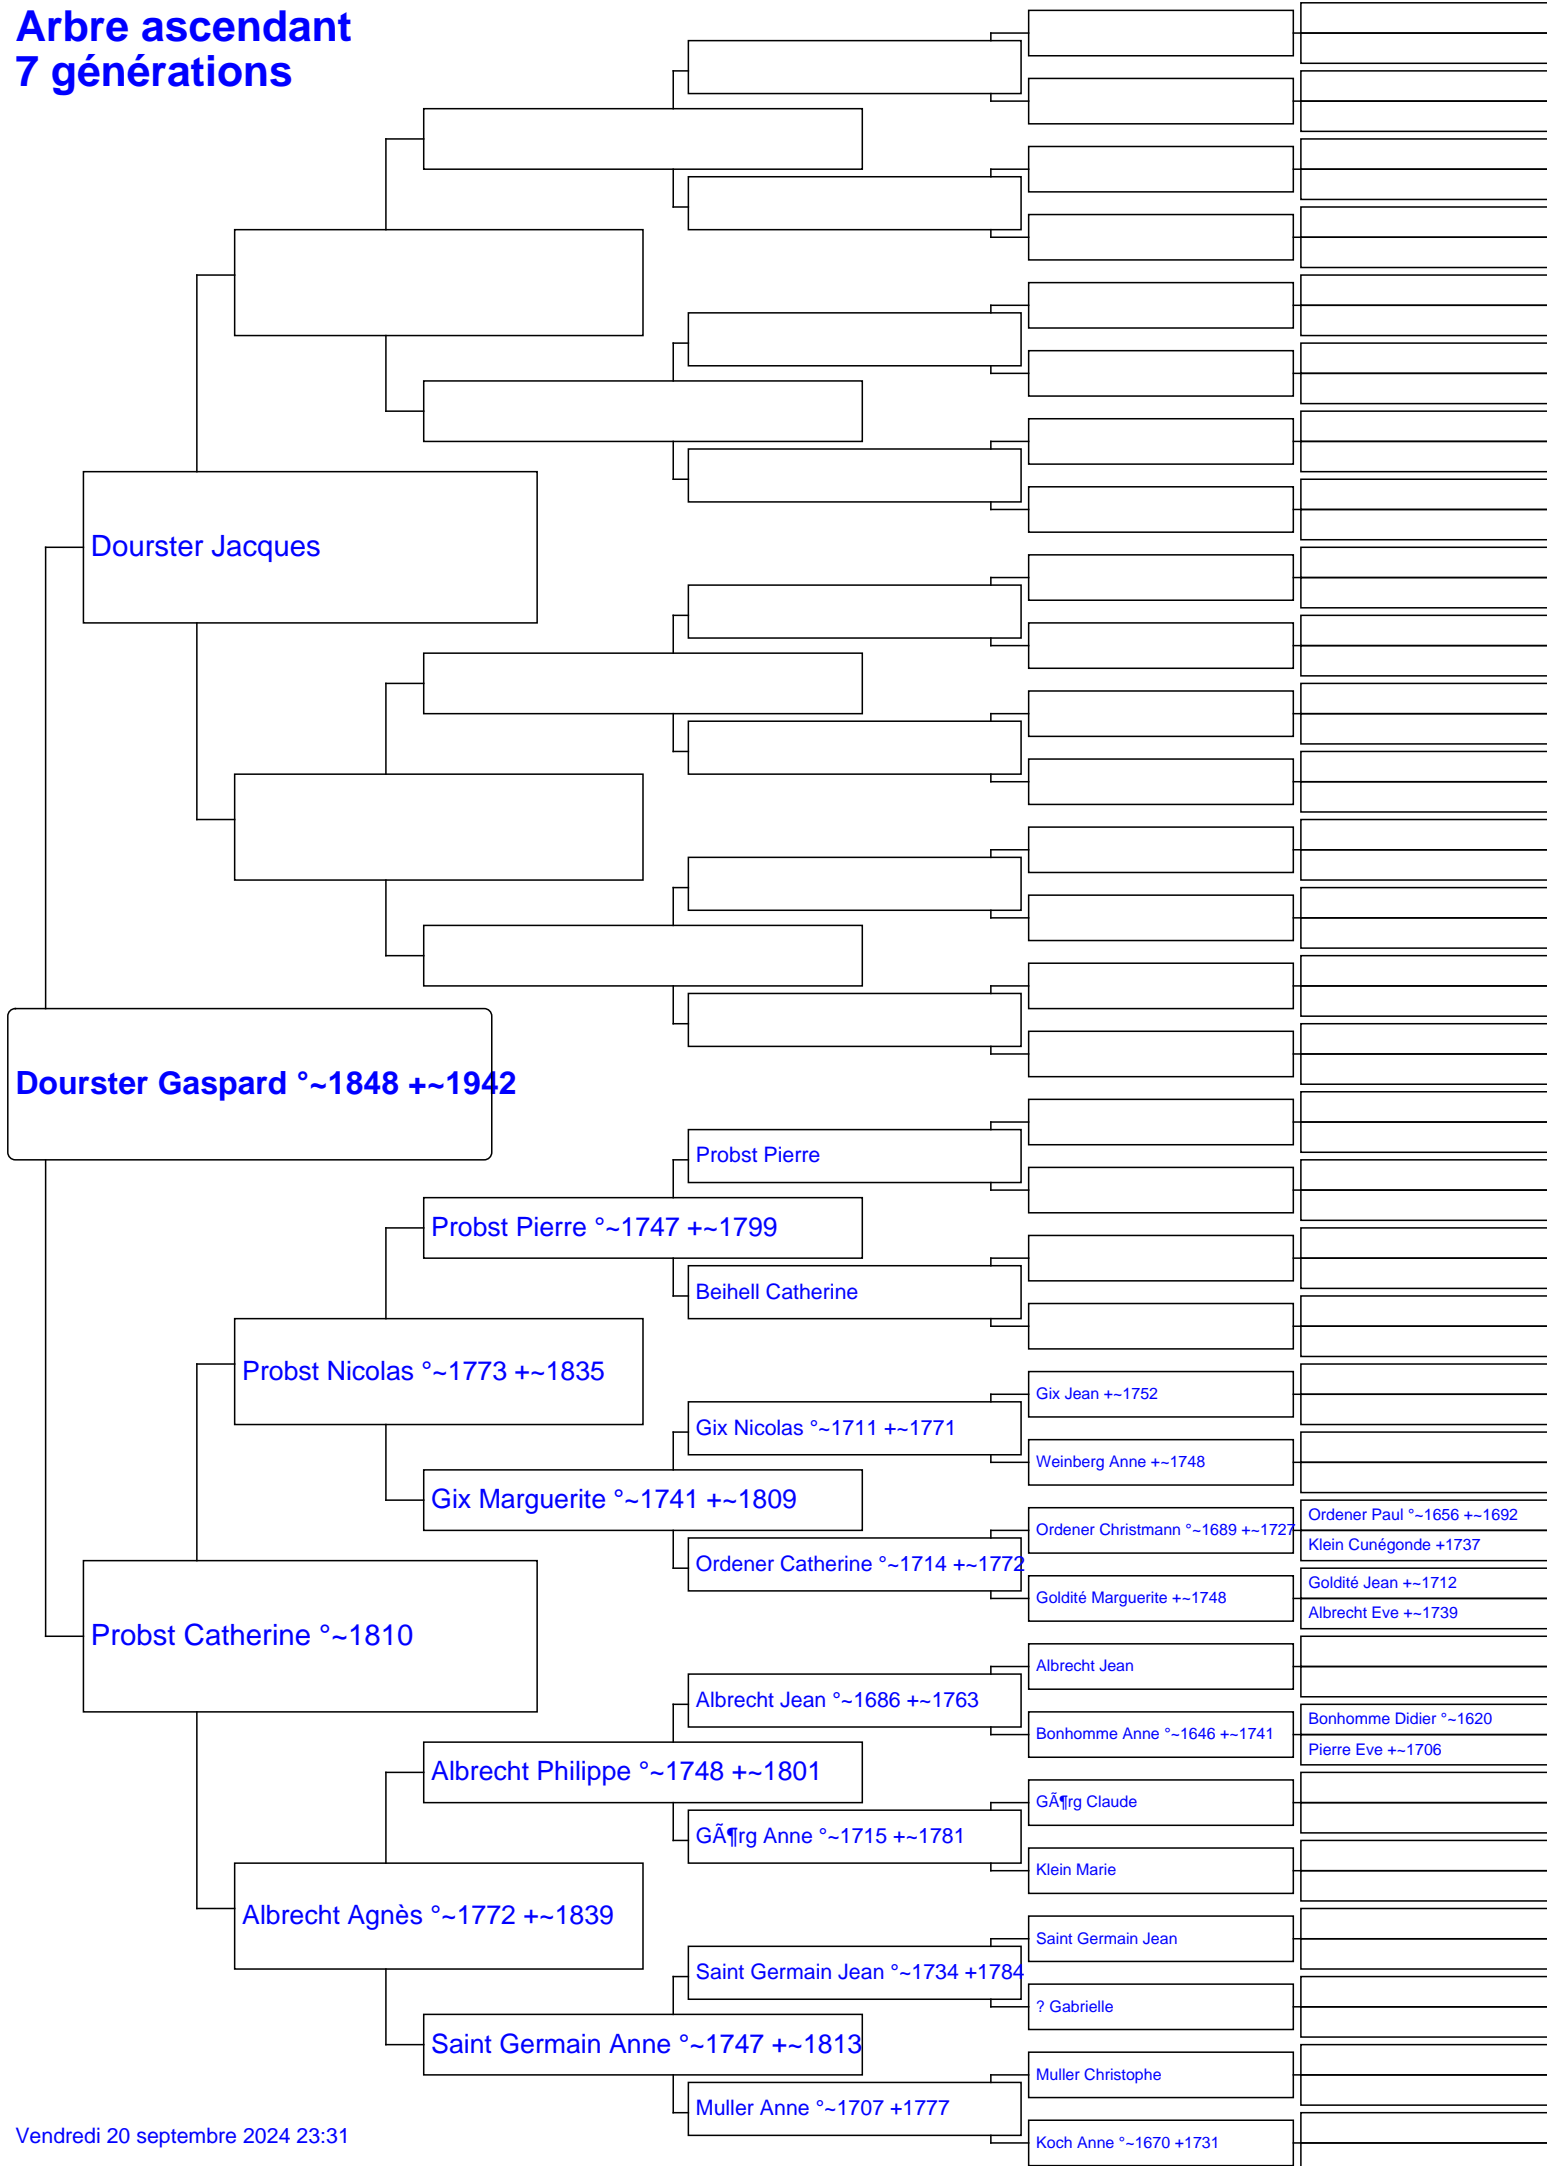 Arbre ascendant
7 générations
Dourster Jacques
Dourster Gaspard °~1848 +~1942
Probst Pierre
Probst Pierre °~1747 +~1799
Beihell Catherine
Probst Nicolas °~1773 +~1835
Gix Jean +~1752
Gix Nicolas °~1711 +~1771
Weinberg Anne +~1748
Gix Marguerite °~1741 +~1809
Ordener Paul °~1656 +~1692
Ordener Christmann °~1689 +~1727
Klein Cunégonde +1737
Ordener Catherine °~1714 +~1772
Goldité Jean +~1712
Goldité Marguerite +~1748
Albrecht Eve +~1739
Probst Catherine °~1810
Albrecht Jean
Albrecht Jean °~1686 +~1763
Bonhomme Didier °~1620
Bonhomme Anne °~1646 +~1741
Pierre Eve +~1706
Albrecht Philippe °~1748 +~1801
GÃ¶rg Claude
GÃ¶rg Anne °~1715 +~1781
Klein Marie
Albrecht Agnès °~1772 +~1839
Saint Germain Jean
Saint Germain Jean °~1734 +1784
? Gabrielle
Saint Germain Anne °~1747 +~1813
Muller Christophe
Muller Anne °~1707 +1777
Koch Anne °~1670 +1731
Vendredi 20 septembre 2024 23:31